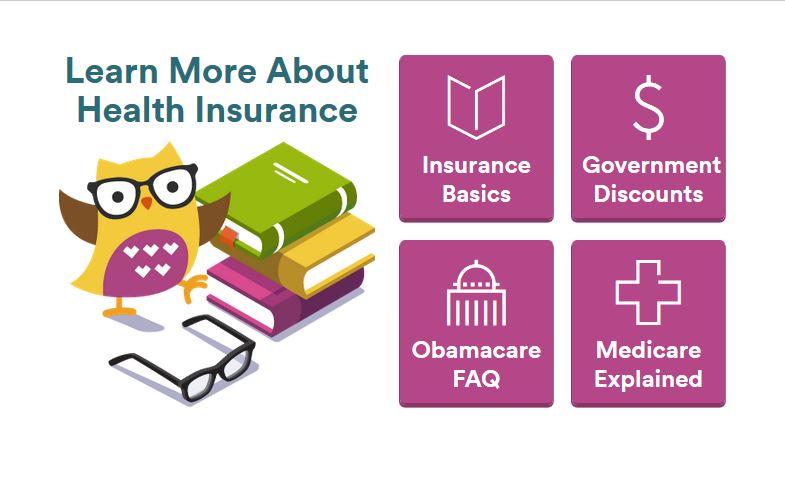 Learn More About
Health Insurance
Insurance
Basics
Government
Discounts
Obamacare
FAQ
Medicare
Explained